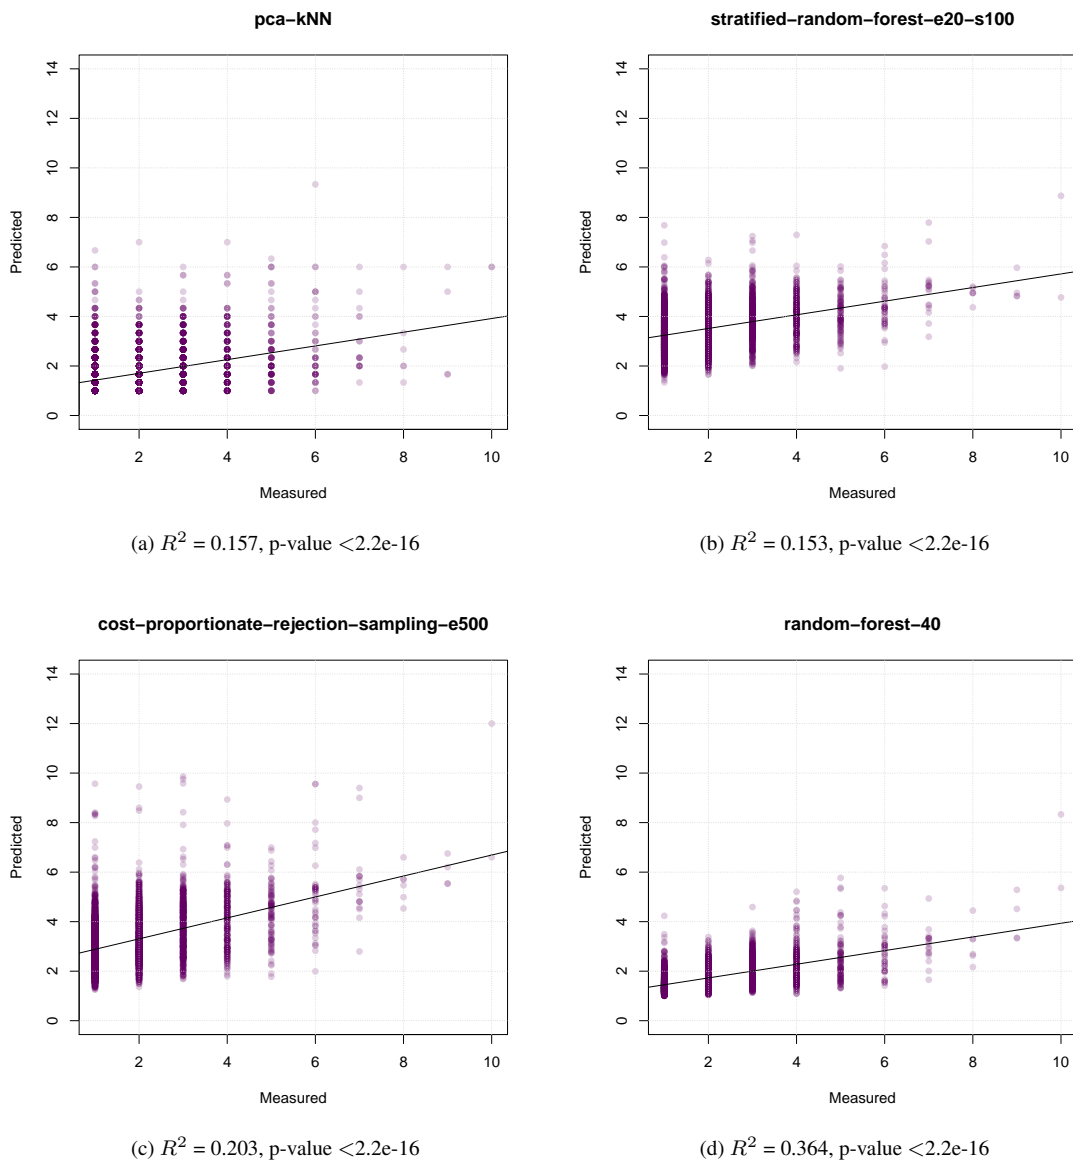 pca−kNN
Predicted
14
12
10
8
6
4
2
0
2 4 6 8 10
Measured
(a) R² = 0.157, p-value <2.2e-16
stratified−random−forest−e20−s100
Predicted
14
12
10
8
6
4
2
0
2 4 6 8 10
Measured
(b) R² = 0.153, p-value <2.2e-16
cost−proportionate−rejection−sampling−e500
Predicted
14
12
10
8
6
4
2
0
2 4 6 8 10
Measured
(c) R² = 0.203, p-value <2.2e-16
random−forest−40
Predicted
14
12
10
8
6
4
2
0
2 4 6 8 10
Measured
(d) R² = 0.364, p-value <2.2e-16